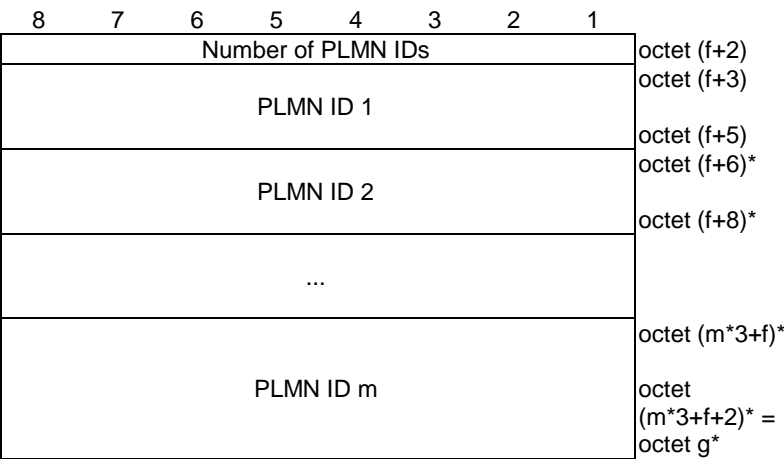 8 7 6 5 4 3 2 1
Number of PLMN IDs octet (f+2)
octet (f+3)
PLMN ID 1
octet (f+5)
octet (f+6)*
PLMN ID 2
octet (f+8)*
...
octet (m*3+f)*
PLMN ID m octet
(m*3+f+2)* =
octet g*